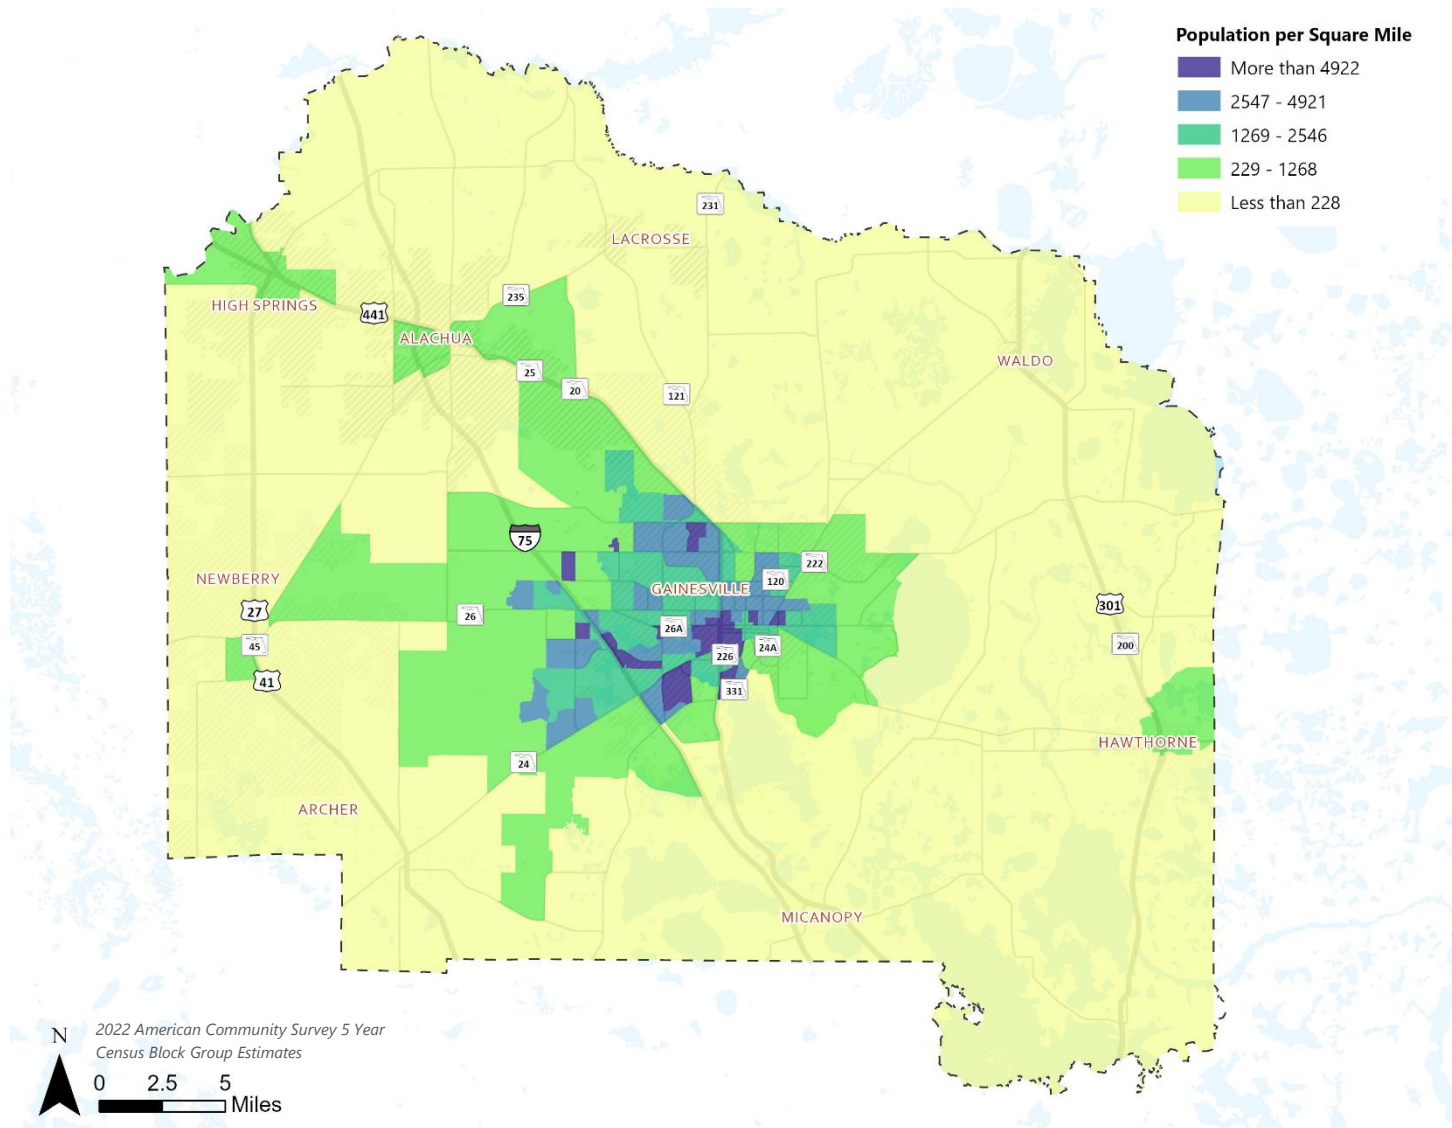 Population per Square Mile
More than 4922
2547 - 4921
1269 - 2546
229 - 1268
Less than 228
231
LACROSSE
235
HIGH SPRINGS
441
ALACHUA
WALDO
25
20
121
75
222
NEWBERRY
GAINESVILLE
120
27
26
301
26A
45
24A
200
226
41
331
HAWTHORNE
24
ARCHER
MICANOPY
N
2022 American Community Survey 5 Year
Census Block Group Estimates
0 2.5 5
Miles